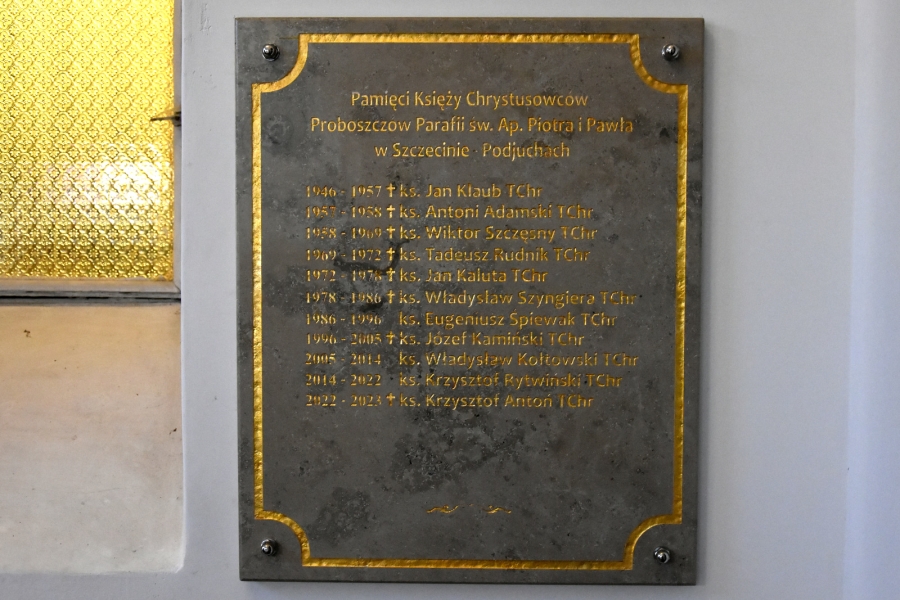 Pamięci Księży Chrystusowców
Proboszczów Parafii św. Ap. Piotra i Pawła
w Szczecinie - Podjuchach
1946 - 1957 ✝ ks. Jan Kłaub TChr
1957 - 1958 ✝ ks. Antoni Adamski TChr
1958 - 1969 ✝ ks. Wiktor Szczęsny TChr
1969 - 1972 ✝ ks. Tadeusz Rudnik TChr
1972 - 1978 ✝ ks. Jan Kaluta TChr
1978 - 1986 ✝ ks. Władysław Szyngiera TChr
1986 - 1996 ks. Eugeniusz Śpiewak TChr
1996 - 2005 ✝ ks. Józef Kamiński TChr
2005 - 2014 ks. Władysław Kołtowski TChr
2014 - 2022 ks. Krzysztof Rytwiński TChr
2022 - 2023 ✝ ks. Krzysztof Antoń TChr